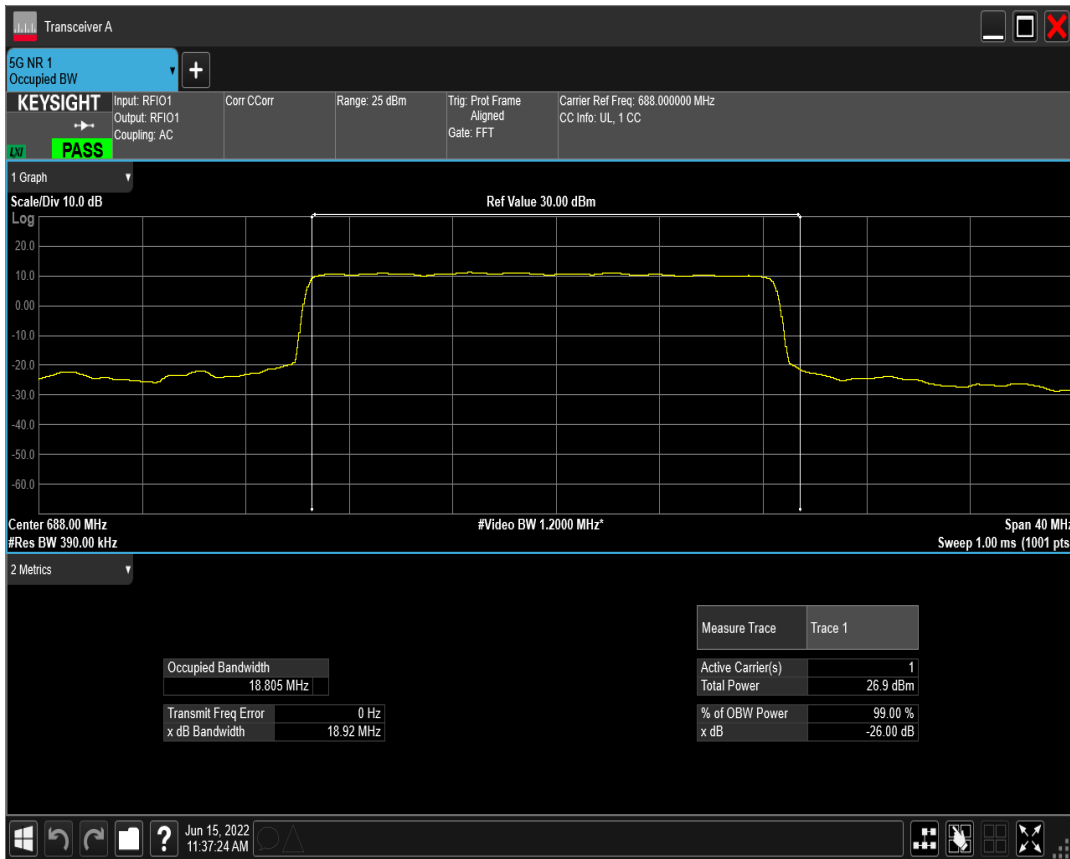 Transceiver A
5G NR 1
Occupied BW
KEYSIGHT
LXI
PASS
Input: RFIO1
Output: RFIO1
Coupling: AC
Corr CCorr
Range: 25 dBm
Trig: Prot Frame
Aligned
Gate: FFT
Carrier Ref Freq: 688.000000 MHz
CC Info: UL, 1 CC
1 Graph
Scale/Div 10.0 dB
Ref Value 30.00 dBm
Log
20.0
10.0
0.00
-10.0
-20.0
-30.0
-40.0
-50.0
-60.0
Center 688.00 MHz
#Video BW 1.2000 MHz*
Span 40 MHz
#Res BW 390.00 kHz
Sweep 1.00 ms (1001 pts
2 Metrics
Measure Trace Trace 1
Occupied Bandwidth
18.805 MHz
Active Carrier(s) 1
Total Power 26.9 dBm
Transmit Freq Error 0 Hz
x dB Bandwidth 18.92 MHz
% of OBW Power 99.00 %
x dB -26.00 dB
?
Jun 15, 2022
11:37:24 AM